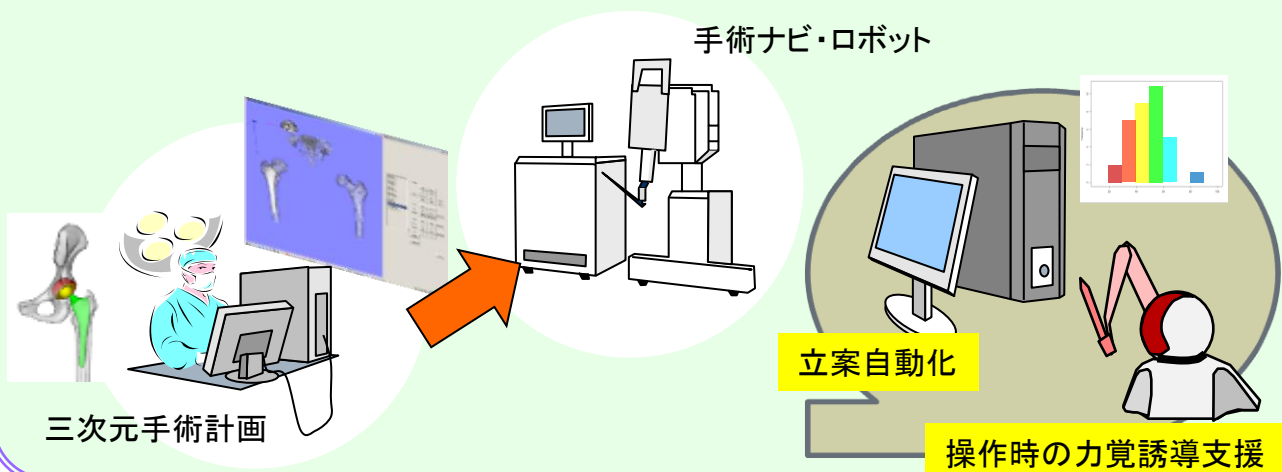 手術ナビ・ロボット
三次元手術計画
立案自動化
操作時の力覚誘導支援